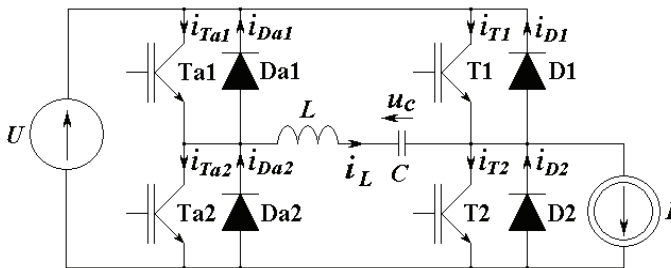 i_Ta1 i_Da1 i_T1 i_D1
Ta1 Da1 T1 D1
U
L u_c
i_Ta2 i_Da2 i_L C i_T2 i_D2
Ta2 Da2 T2 D2